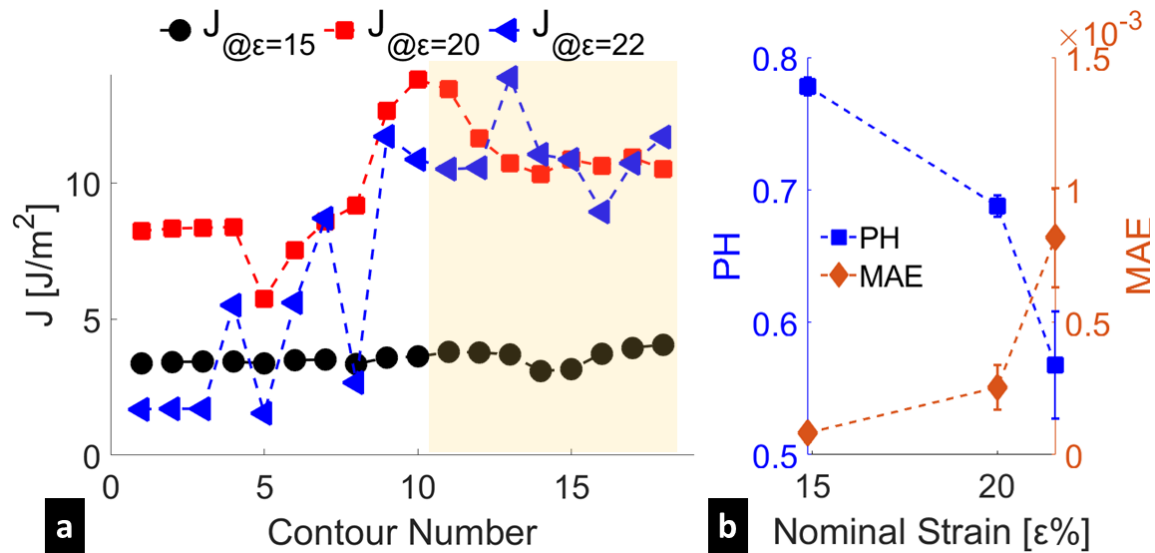 J@ε=15 J@ε=20 J@ε=22
J [J/m²]
10
5
0
0 5 10 15
Contour Number
a
×10⁻³
PH
0.8
0.7
0.6
0.5
PH
MAE
1.5
1
0.5
0
MAE
15 20
Nominal Strain [ε%]
b